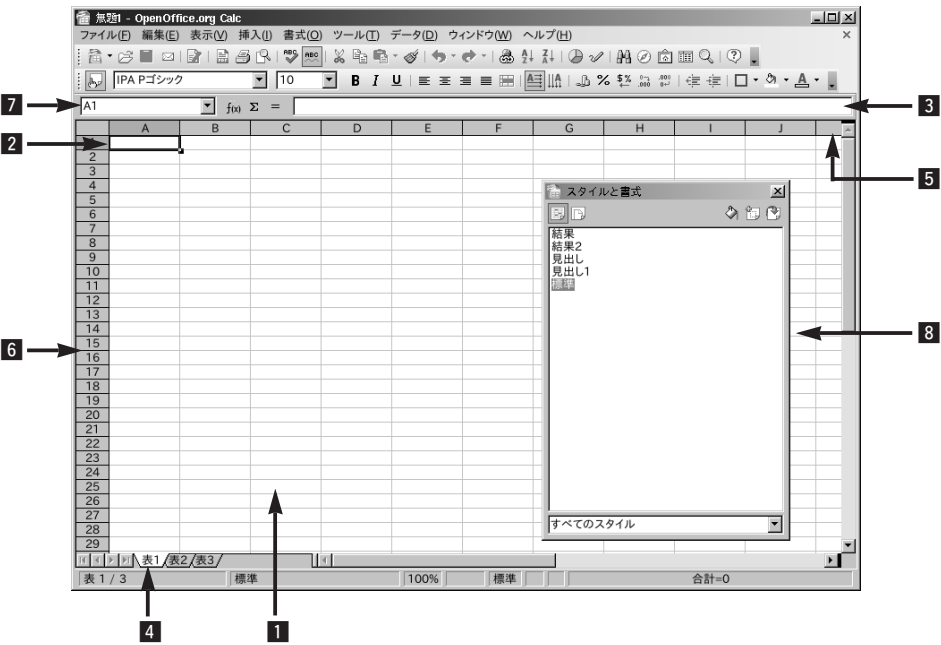 無題1 - OpenOffice.org Calc
ファイル(F) 編集(E) 表示(V) 挿入(I) 書式(O) ツール(T) データ(D) ウィンドウ(W) ヘルプ(H)
IPA Pゴシック 10 B I U
7 A1 f(x) Σ = 3
A B C D E F G H I J
2
2
3
4
5 5
6
7
8
9
10
11
12
13
14
15
6 16
17
18
19
20
21
22
23
24
25
26
27
28
29
スタイルと書式
結果
結果2
見出し
見出し1
標準
8
すべてのスタイル
表1 表2 表3
表 1 / 3 標準 100% 標準 合計=0
4 1